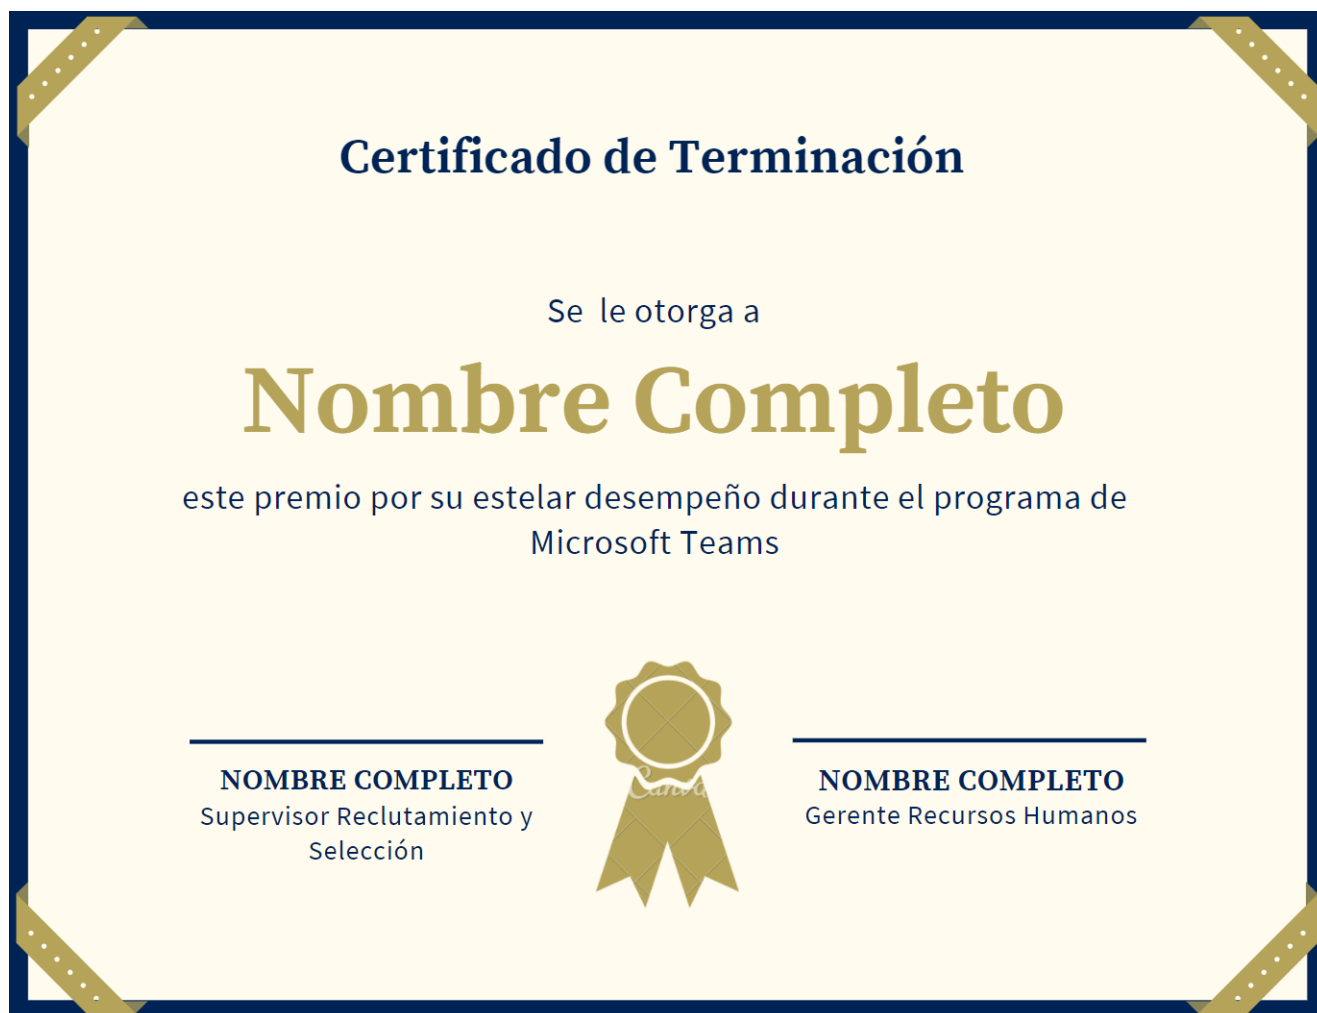 Certificado de Terminación
Se le otorga a
Nombre Completo
este premio por su estelar desempeño durante el programa de
Microsoft Teams
Canva
NOMBRE COMPLETO
Supervisor Reclutamiento y
Selección
NOMBRE COMPLETO
Gerente Recursos Humanos